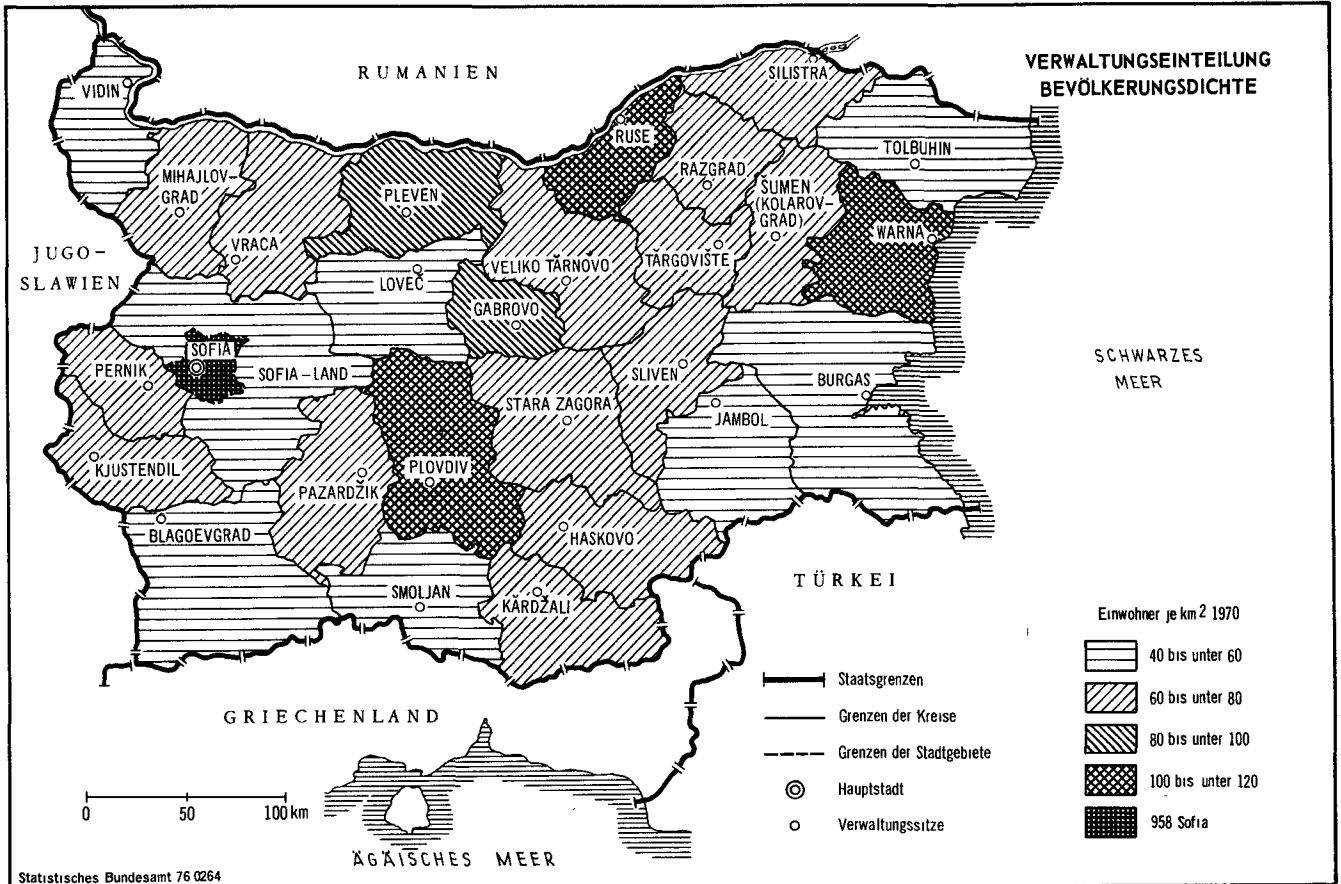 VERWALTUNGSEINTEILUNG
BEVÖLKERUNGSDICHTE
RUMANIEN
SILISTRA
VIDIN
RUSE
TOLBUHIN
RAZGRAD
MIHAJLOV-
GRAD
PLEVEN
SUMEN
(KOLAROV-
GRAD)
WARNA
VRACA
JUGO-
SLAWIEN
VELIKO TĂRNOVO
TĂRGOVIŠTE
LOVEČ
GABROVO
SOFIA
SCHWARZES
MEER
PERNIK
SOFIA-LAND
SLIVEN
BURGAS
STARA ZAGORA
JAMBOL
KJUSTENDIL
PLOVDIV
PAZARDŽIK
BLAGOEVGRAD
HASKOVO
TÜRKEI
SMOLJAN
KĂRDŽALI
GRIECHENLAND
ÄGÄISCHES MEER
0 50 100 km
Staatsgrenzen
Grenzen der Kreise
Grenzen der Stadtgebiete
Hauptstadt
Verwaltungssitze
Einwohner je km² 1970
40 bis unter 60
60 bis unter 80
80 bis unter 100
100 bis unter 120
958 Sofia
Statistisches Bundesamt 76 0264